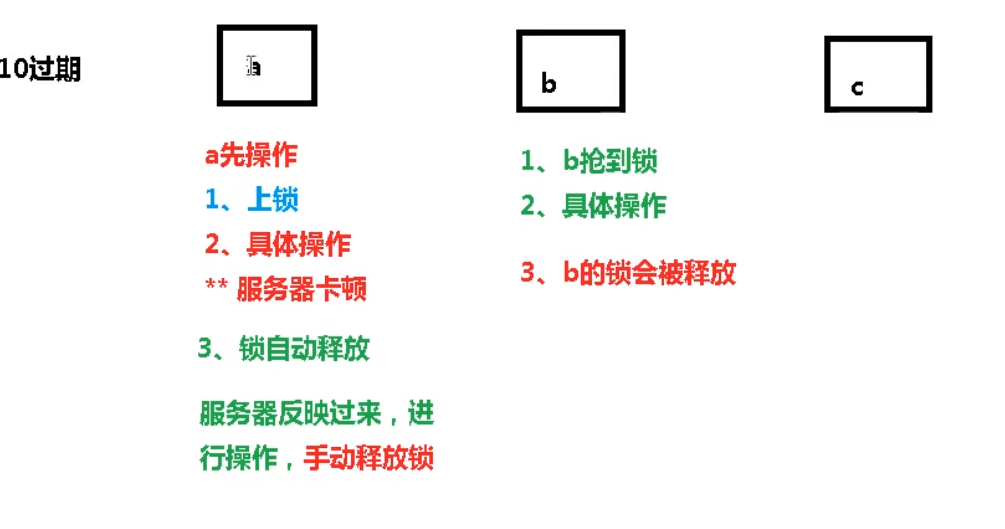 10过期
a
b
c
a先操作
1、上锁
2、具体操作
** 服务器卡顿
3、锁自动释放
服务器反映过来，进
行操作，手动释放锁
1、b抢到锁
2、具体操作
3、b的锁会被释放